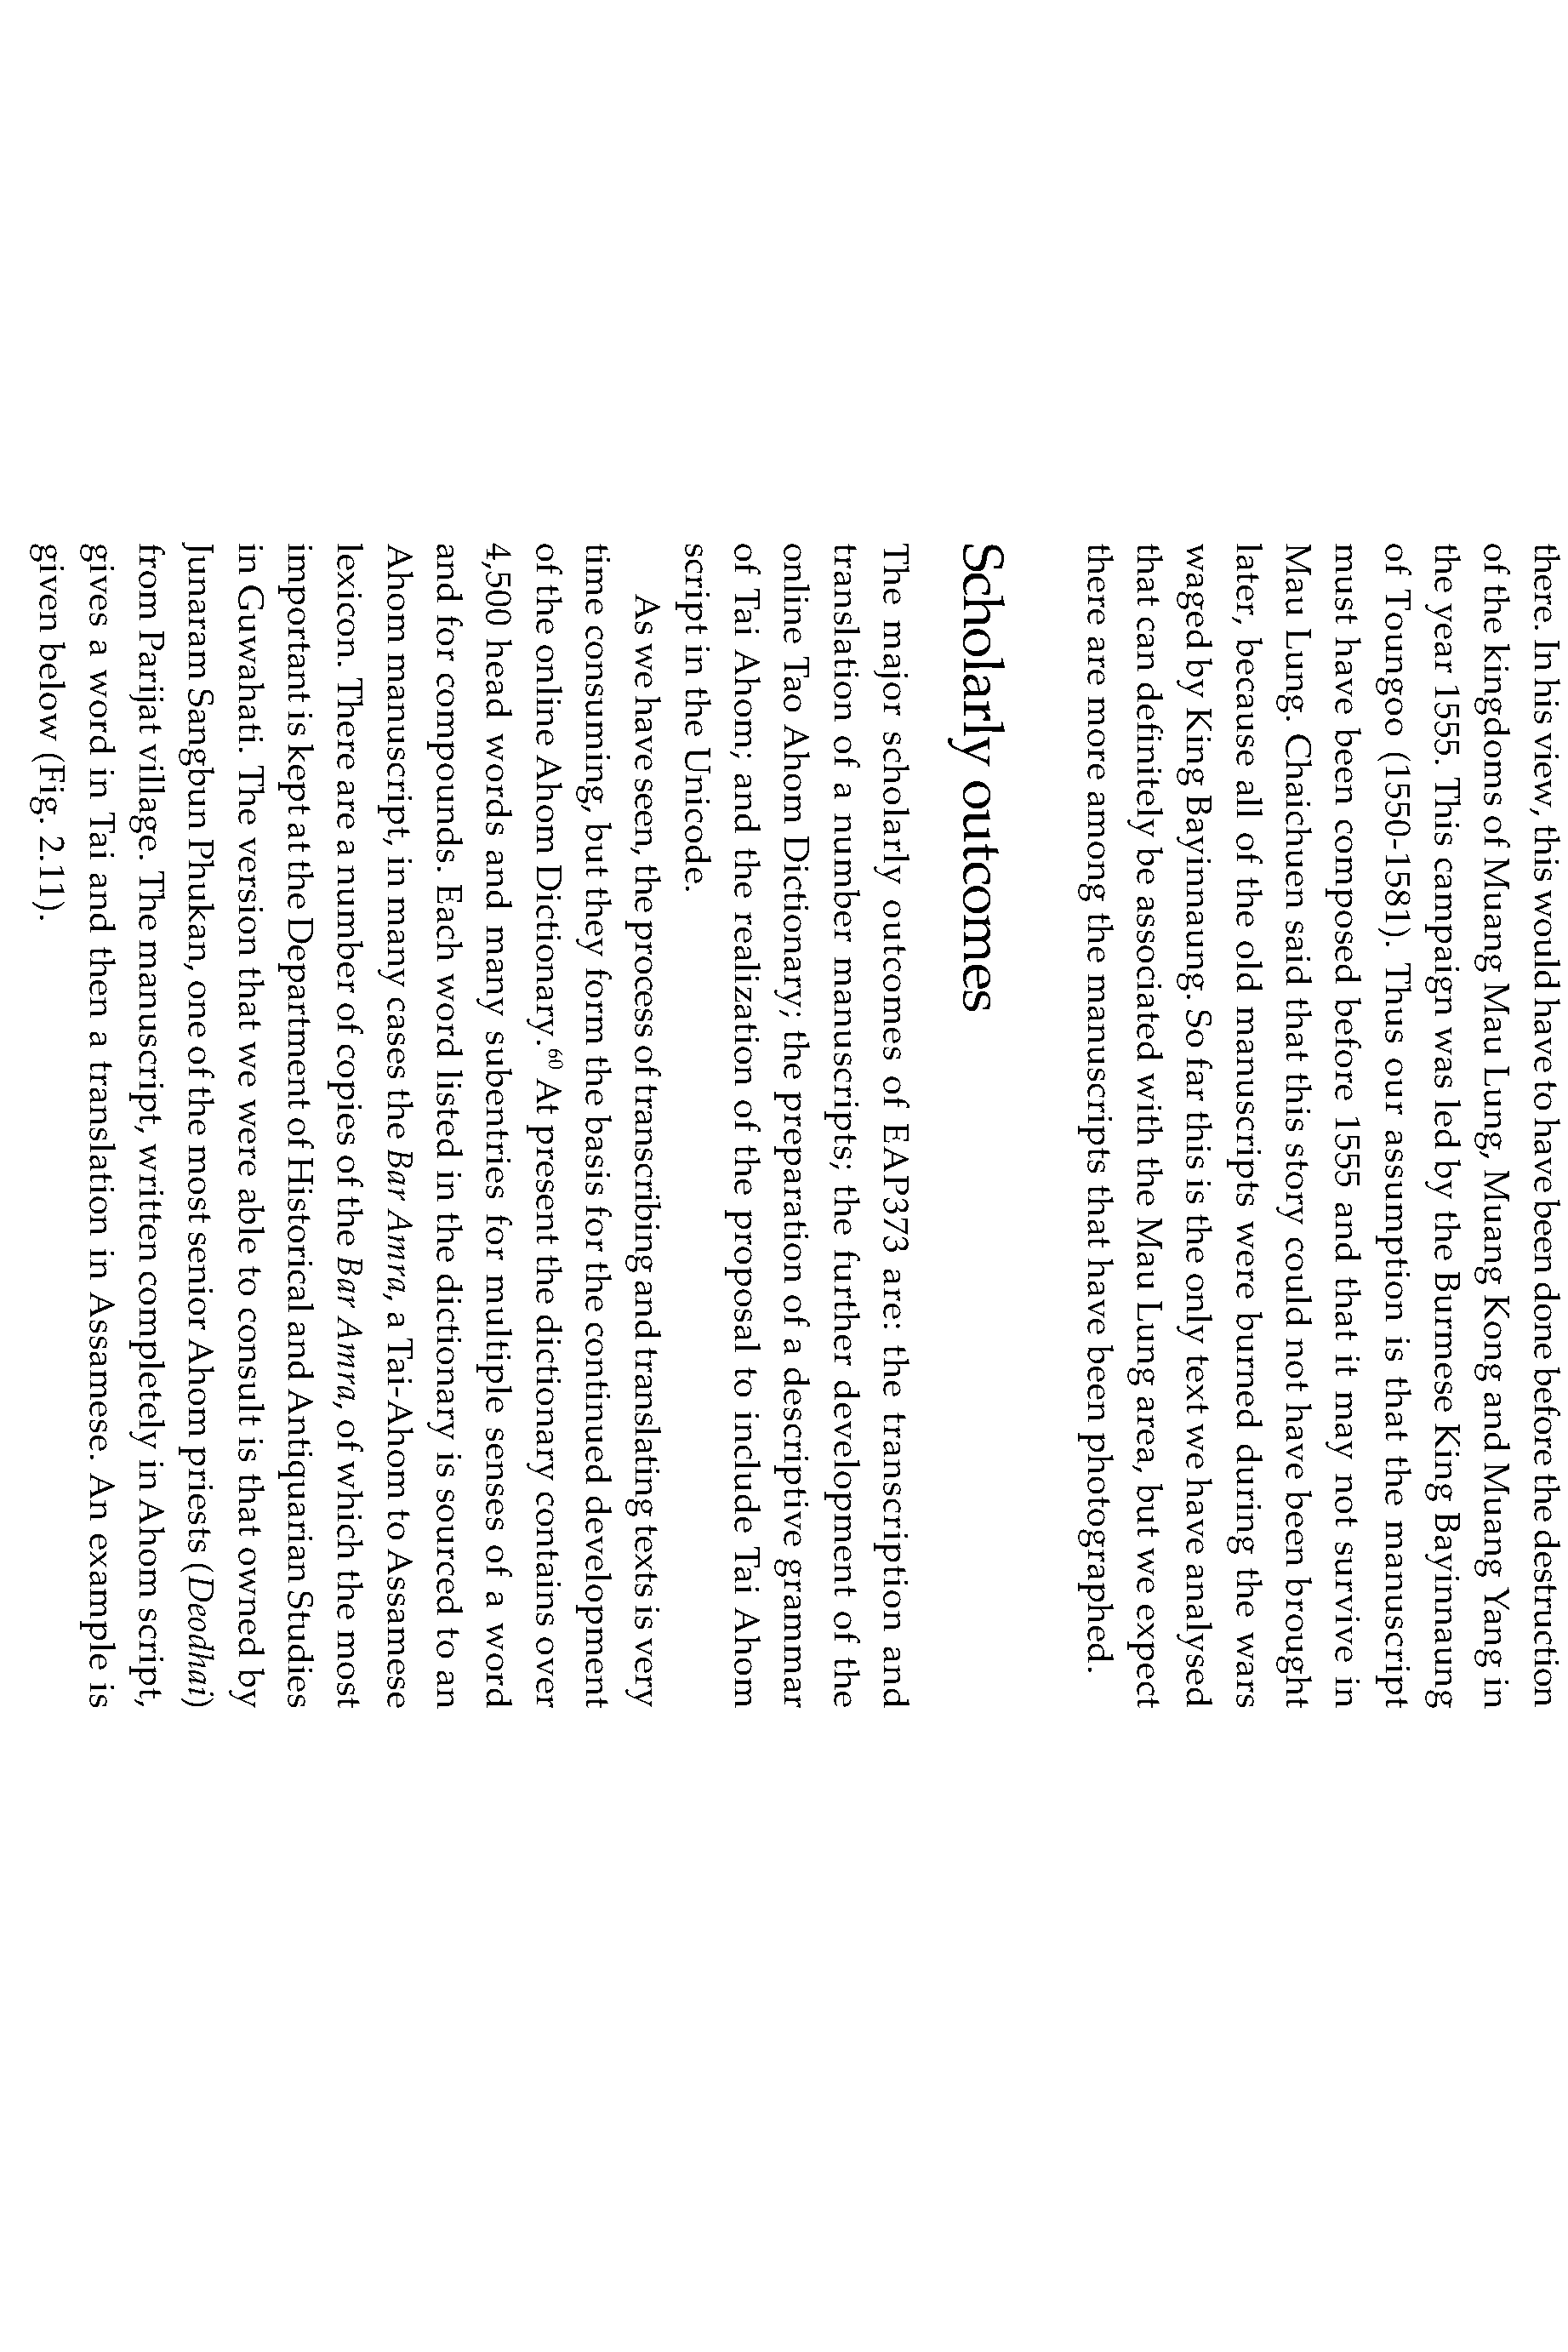 there. In his view, this would have to have been done before the destruction
of the kingdoms of Muang Mau Lung, Muang Kong and Muang Yang in
the year 1555. This campaign was led by the Burmese King Bayinnaung
of Toungoo (1550-1581). Thus our assumption is that the manuscript
must have been composed before 1555 and that it may not survive in
Mau Lung. Chaichuen said that this story could not have been brought
later, because all of the old manuscripts were burned during the wars
waged by King Bayinnaung. So far this is the only text we have analysed
that can definitely be associated with the Mau Lung area, but we expect
there are more among the manuscripts that have been photographed.
Scholarly outcomes
The major scholarly outcomes of EAP373 are: the transcription and
translation of a number manuscripts; the further development of the
online Tao Ahom Dictionary; the preparation of a descriptive grammar
of Tai Ahom; and the realization of the proposal to include Tai Ahom
script in the Unicode.
As we have seen, the process of transcribing and translating texts is very
time consuming, but they form the basis for the continued development
of the online Ahom Dictionary.60 At present the dictionary contains over
4,500 head words and many subentries for multiple senses of a word
and for compounds. Each word listed in the dictionary is sourced to an
Ahom manuscript, in many cases the Bar Amra, a Tai-Ahom to Assamese
lexicon. There are a number of copies of the Bar Amra, of which the most
important is kept at the Department of Historical and Antiquarian Studies
in Guwahati. The version that we were able to consult is that owned by
Junaram Sangbun Phukan, one of the most senior Ahom priests (Deodhai)
from Parijat village. The manuscript, written completely in Ahom script,
gives a word in Tai and then a translation in Assamese. An example is
given below (Fig. 2.11).